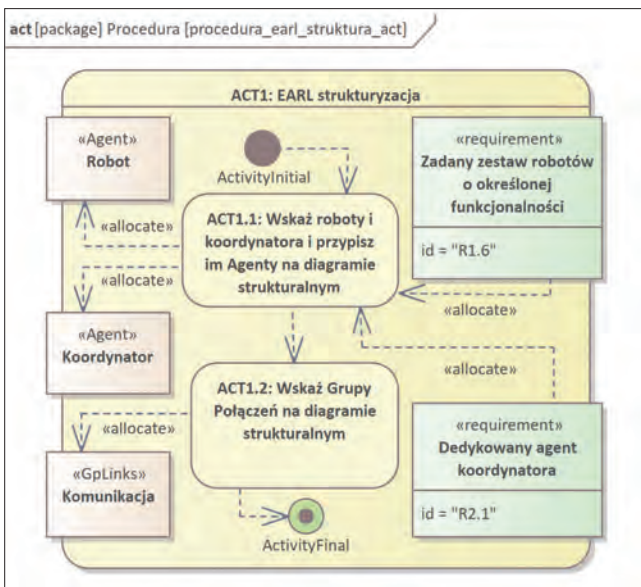 act [package] Procedura [procedura_earl_struktura_act]
ACT1: EARL strukturyzacja
«Agent»
Robot
ActivityInitial
«requirement»
Zadany zestaw robotów
o określonej
funkcjonalności
id = "R1.6"
«allocate»
ACT1.1: Wskaż roboty i
koordynatora i przypisz
im Agenty na diagramie
strukturalnym
«allocate»
«allocate»
«Agent»
Koordynator
«allocate»
ACT1.2: Wskaż Grupy
Połączeń na diagramie
strukturalnym
«allocate»
«requirement»
Dedykowany agent
koordynatora
id = "R2.1"
«GpLinks»
Komunikacja
ActivityFinal